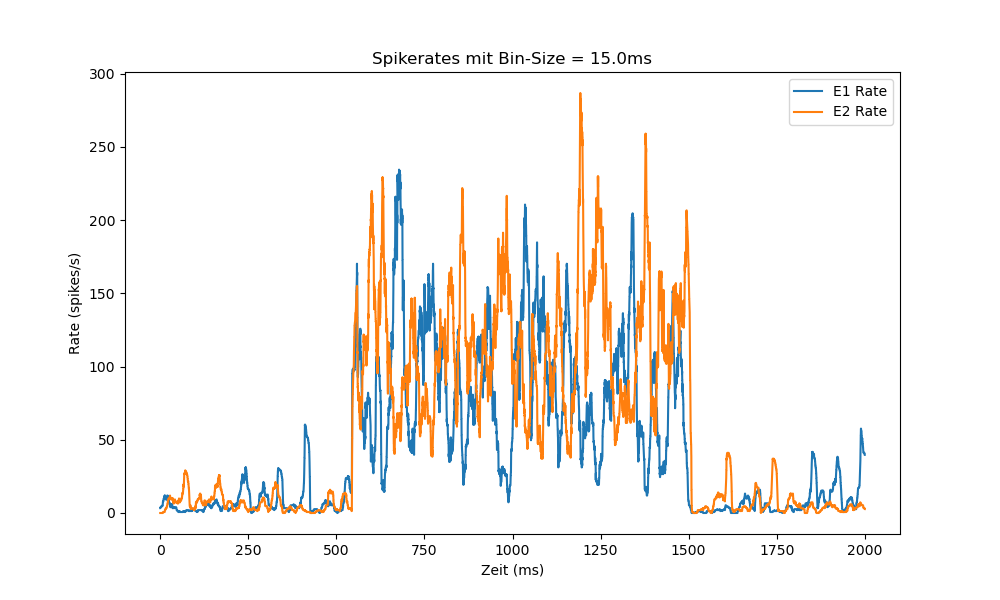 Spikerates mit Bin-Size = 15.0ms
E1 Rate
E2 Rate
Rate (spikes/s)
300
250
200
150
100
50
0
0 250 500 750 1000 1250 1500 1750 2000
Zeit (ms)